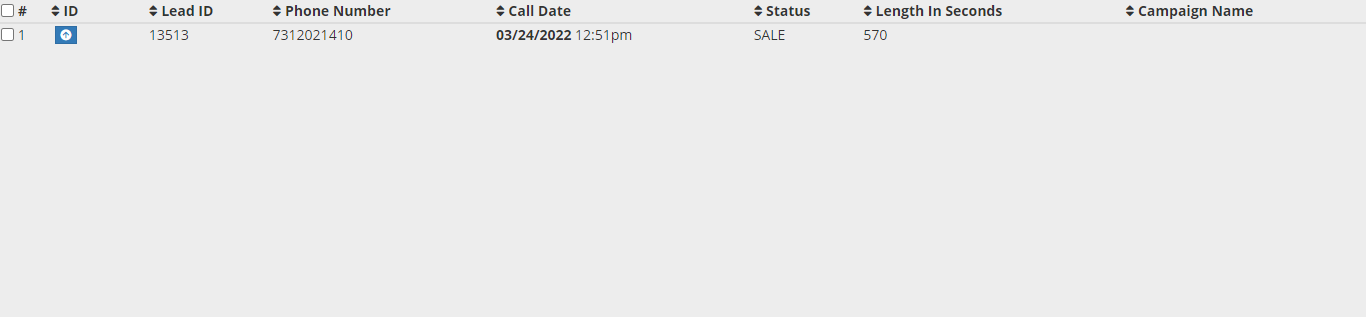 # ID Lead ID Phone Number Call Date Status Length In Seconds Campaign Name
1 13513 7312021410 03/24/2022 12:51pm SALE 570